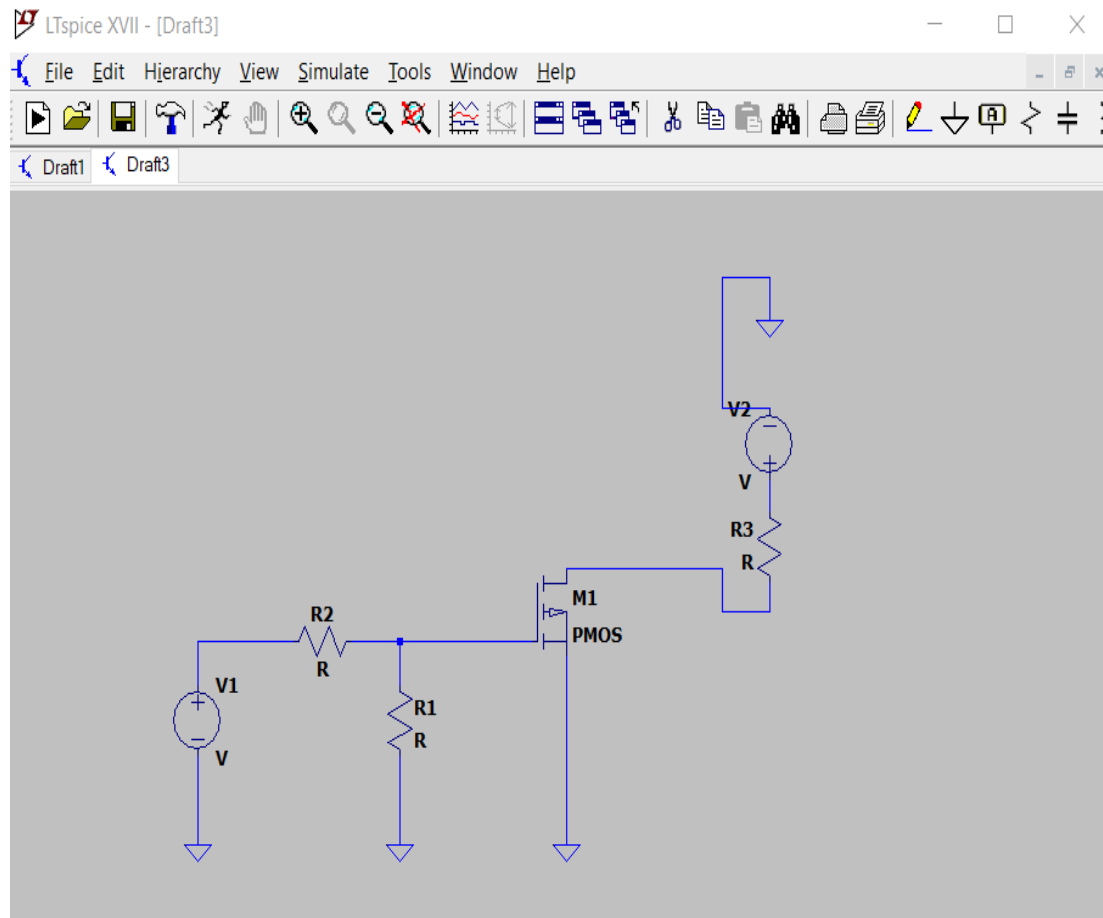 LTspice XVII - [Draft3]
File Edit Hierarchy View Simulate Tools Window Help
Draft1 Draft3
V2
V
R3
R
M1
PMOS
R2
R
V1
V
R1
R